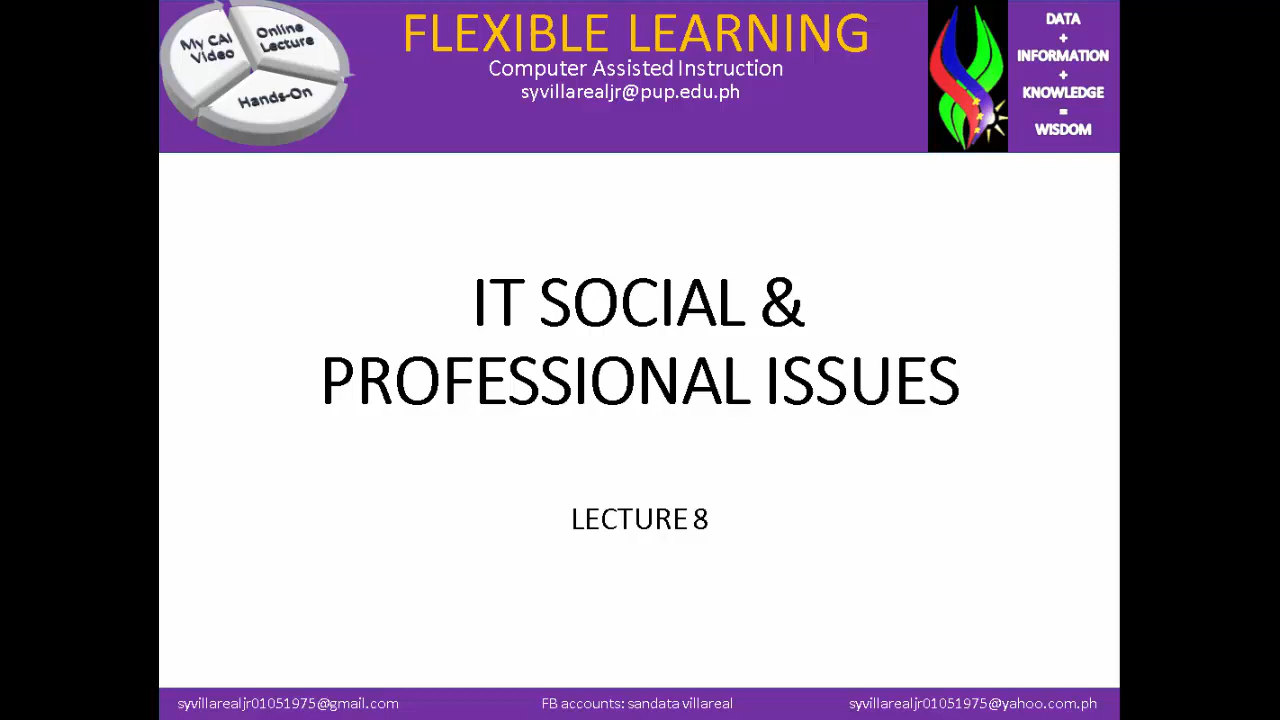 My CAI
Video
Online
Lecture
Hands-On
FLEXIBLE LEARNING
Computer Assisted Instruction
syvillarealjr@pup.edu.ph
DATA
+
INFORMATION
+
KNOWLEDGE
=
WISDOM
IT SOCIAL &
PROFESSIONAL ISSUES
LECTURE 8
syvillarealjr01051975@gmail.com
FB accounts: sandata villareal
syvillarealjr01051975@yahoo.com.ph